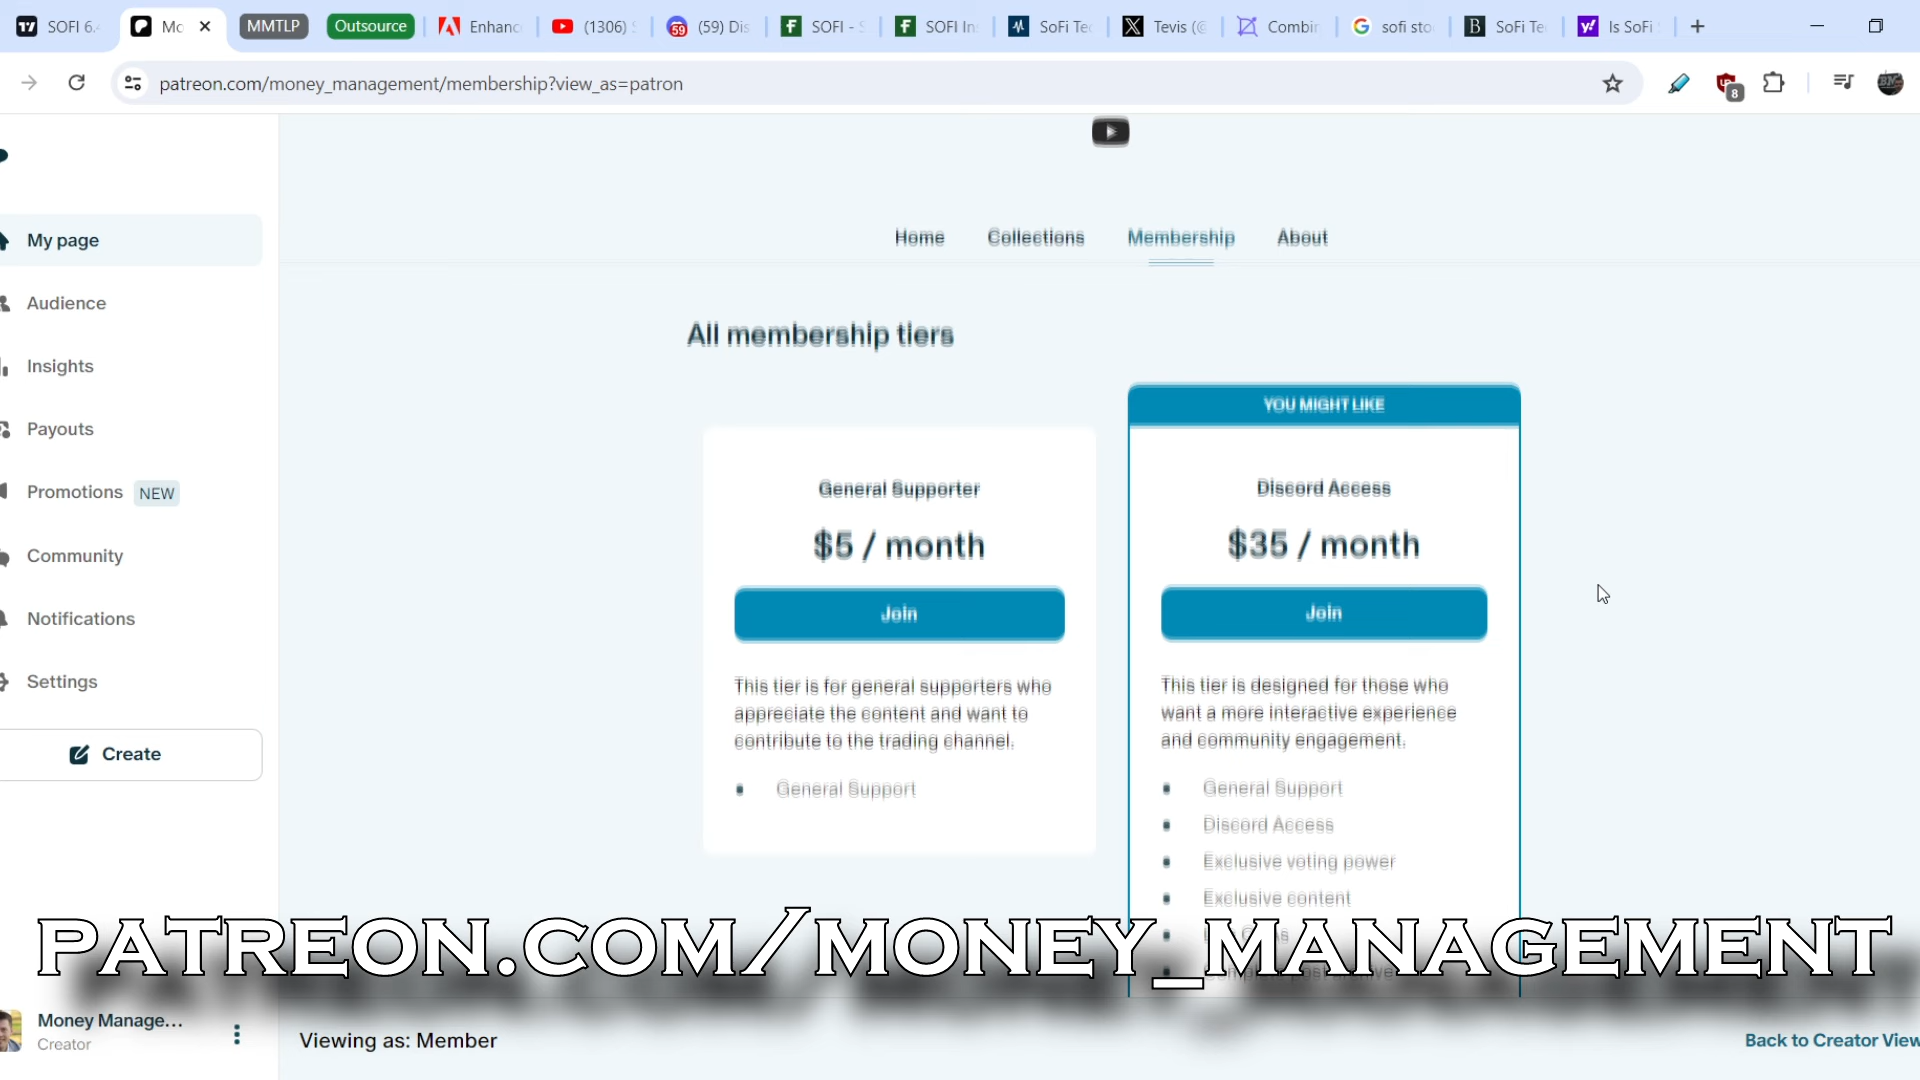 SOFI 6.
Mo
MMTLP
Outsource
Enhanc
(1306)
(59) Dis
SOFI -
SOFI In
SoFi Te
Tevis (@
Combin
sofi sto
SoFi Te
Is SoFi
patreon.com/money_management/membership?view_as=patron
8
My page
Audience
Insights
Payouts
Promotions NEW
Community
Notifications
Settings
Create
Home Collections Membership About
All membership tiers
General Supporter
$5 / month
Join
This tier is for general supporters who
appreciate the content and want to
contribute to the trading channel.
General Support
YOU MIGHT LIKE
Discord Access
$35 / month
Join
This tier is designed for those who
want a more interactive experience
and community engagement.
General Support
Discord Access
Exclusive voting power
Exclusive content
PATREON.COM/MONEY_MANAGEMENT
Money Manage...
Creator
Viewing as: Member
Back to Creator View